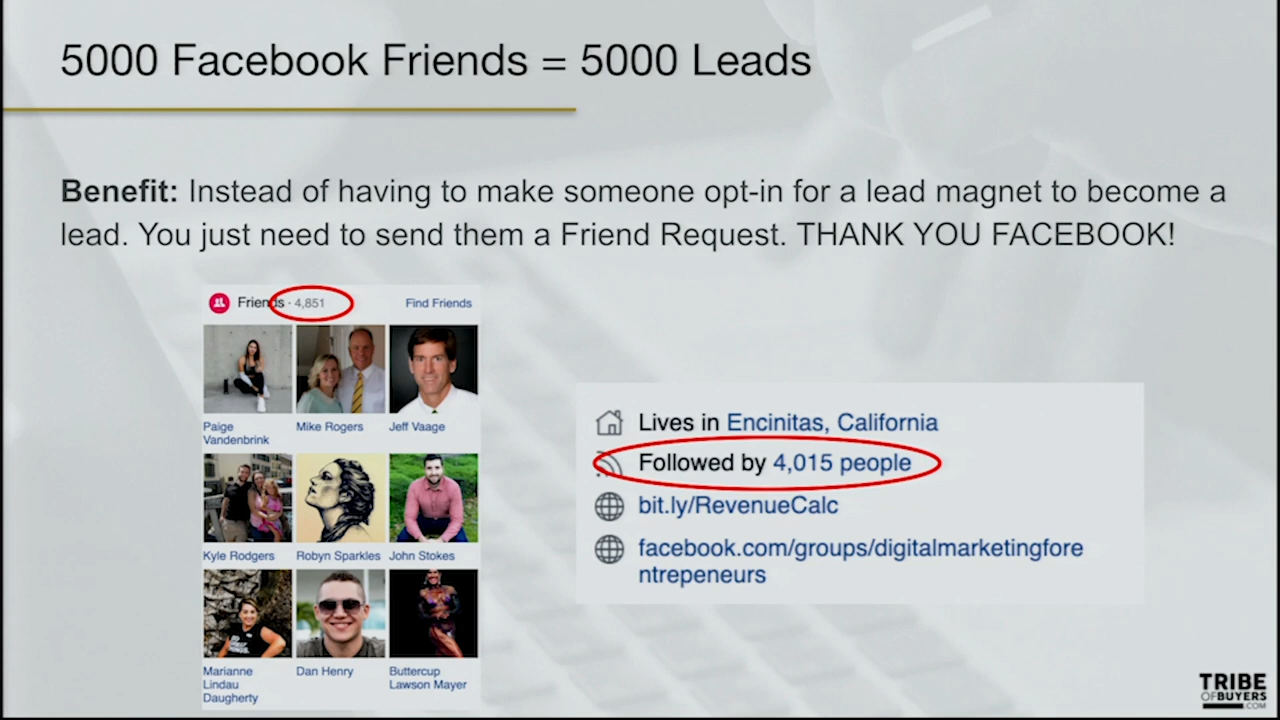 5000 Facebook Friends = 5000 Leads
Benefit: Instead of having to make someone opt-in for a lead magnet to become a
lead. You just need to send them a Friend Request. THANK YOU FACEBOOK!
Friends · 4,851 Find Friends
Paige
Vandenbrink
Mike Rogers
Jeff Vaage
Kyle Rodgers
Robyn Sparkles
John Stokes
Marianne
Lindau
Daugherty
Dan Henry
Buttercup
Lawson Mayer
Lives in Encinitas, California
Followed by 4,015 people
bit.ly/RevenueCalc
facebook.com/groups/digitalmarketingfore
ntrepeneurs
TRIBE
OF BUYERS
.COM